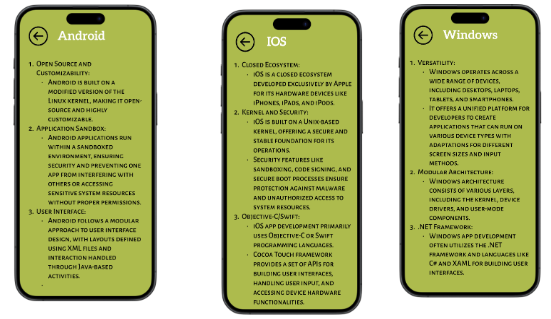 Android
1. Open Source and
Customizability:
- Android is built on a
modified version of the
Linux kernel, making it open-
source and highly
customizable.
2. Application Sandbox:
- Android applications run
within a sandboxed
environment, ensuring
security and preventing one
app from interfering with
others or accessing
sensitive system resources
without proper permissions.
3. User Interface:
- Android follows a modular
approach to user interface
design, with layouts defined
using XML files and
interaction handled
through Java-based
activities.
-
IOS
1. Closed Ecosystem:
- iOS is a closed ecosystem
developed exclusively by Apple
for its hardware devices like
iPhones, iPads, and iPods.
2. Kernel and Security:
- iOS is built on a Unix-based
kernel, offering a secure and
stable foundation for its
operations.
- Security features like
sandboxing, code signing, and
secure boot processes ensure
protection against malware
and unauthorized access to
system resources.
3. Objective-C/Swift:
- iOS app development primarily
uses Objective-C or Swift
programming languages.
- Cocoa Touch framework
provides a set of APIs for
building user interfaces,
handling user input, and
accessing device hardware
functionalities.
Windows
1. Versatility:
- Windows operates across a
wide range of devices,
including desktops, laptops,
tablets, and smartphones.
- It offers a unified platform for
developers to create
applications that can run on
various device types with
adaptations for different
screen sizes and input
methods.
2. Modular Architecture:
- Windows architecture
consists of various layers,
including the kernel, device
drivers, and user-mode
components.
3. .NET Framework:
- Windows app development
often utilizes the .NET
framework and languages like
C# and XAML for building user
interfaces.